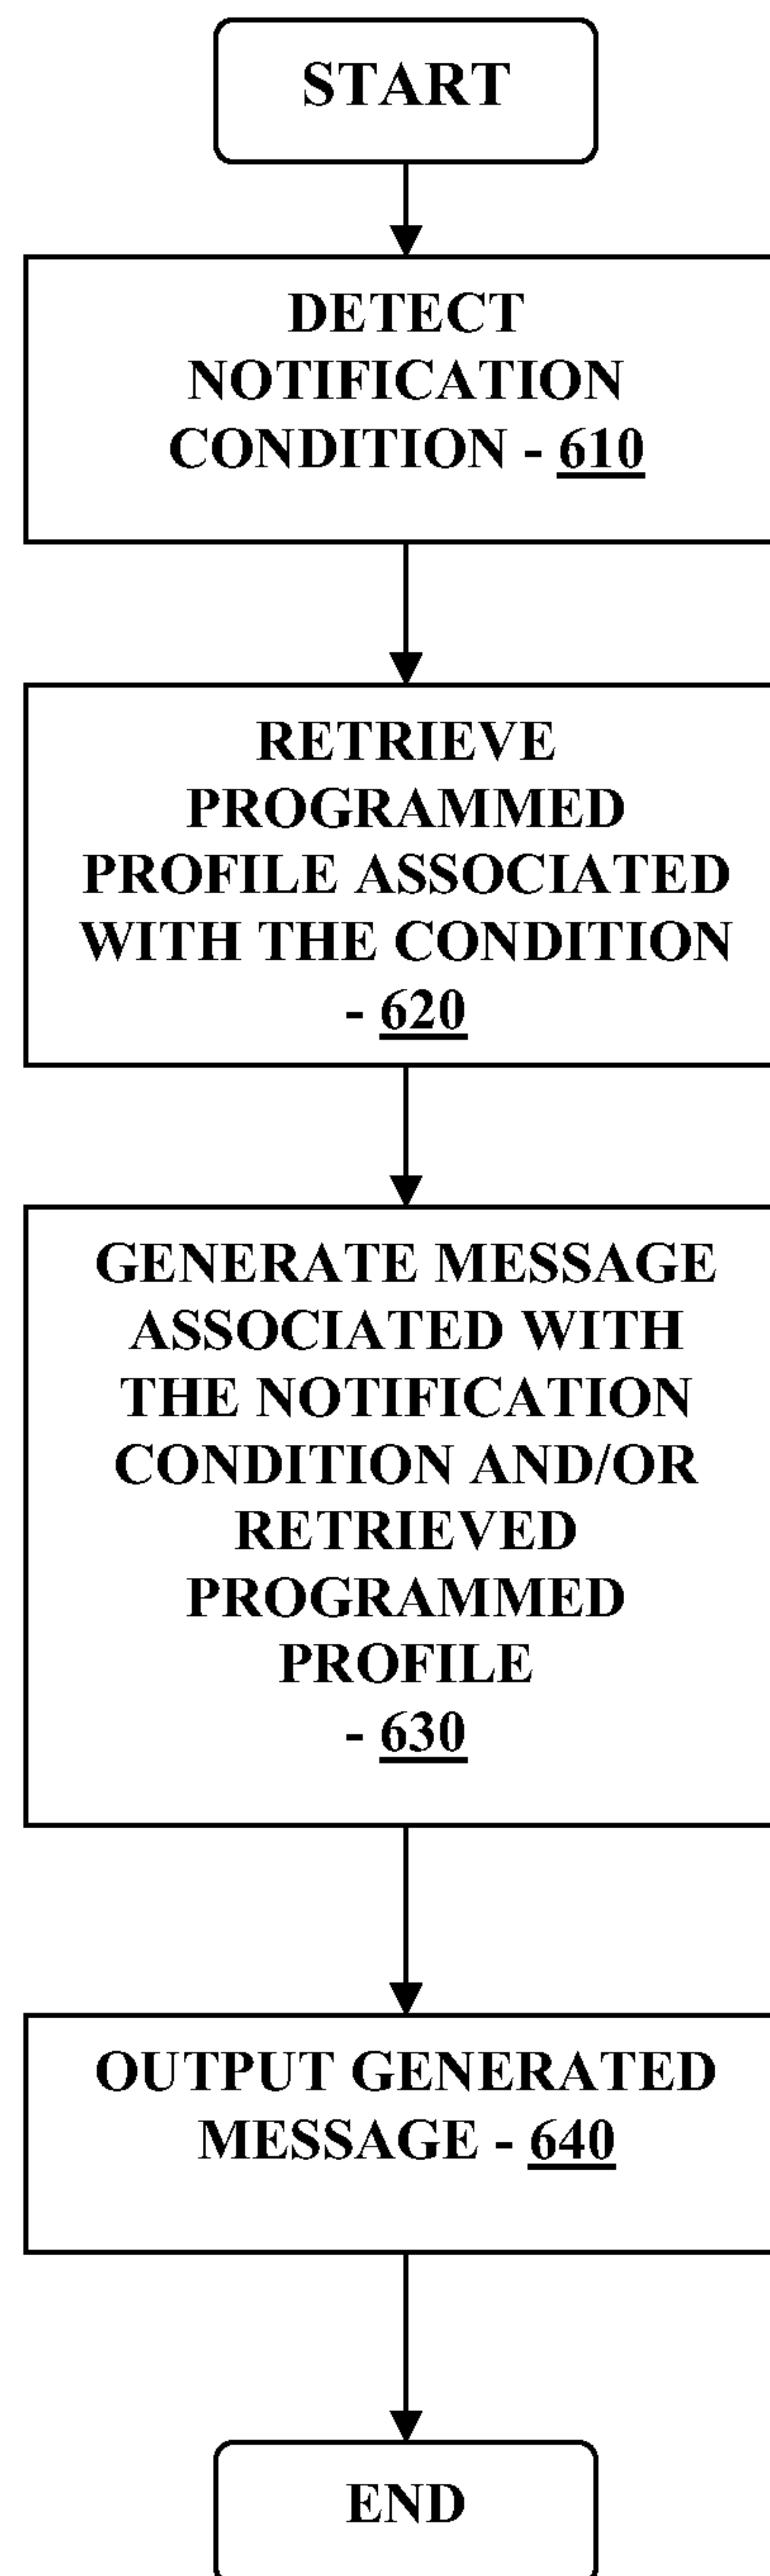 START
DETECT
NOTIFICATION
CONDITION - 610
RETRIEVE
PROGRAMMED
PROFILE ASSOCIATED
WITH THE CONDITION
- 620
GENERATE MESSAGE
ASSOCIATED WITH
THE NOTIFICATION
CONDITION AND/OR
RETRIEVED
PROGRAMMED
PROFILE
- 630
OUTPUT GENERATED
MESSAGE - 640
END